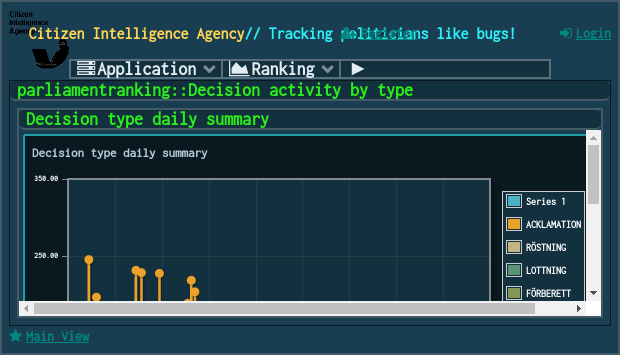 Citizen
Intelligence
Agency
Citizen Intelligence Agency// Tracking politicians like bugs!
Register
Login
Application
Ranking
parliamentranking::Decision activity by type
Decision type daily summary
Decision type daily summary
350.00
250.00
Series 1
ACKLAMATION
RÖSTNING
LOTTNING
FÖRBERETT
Main View